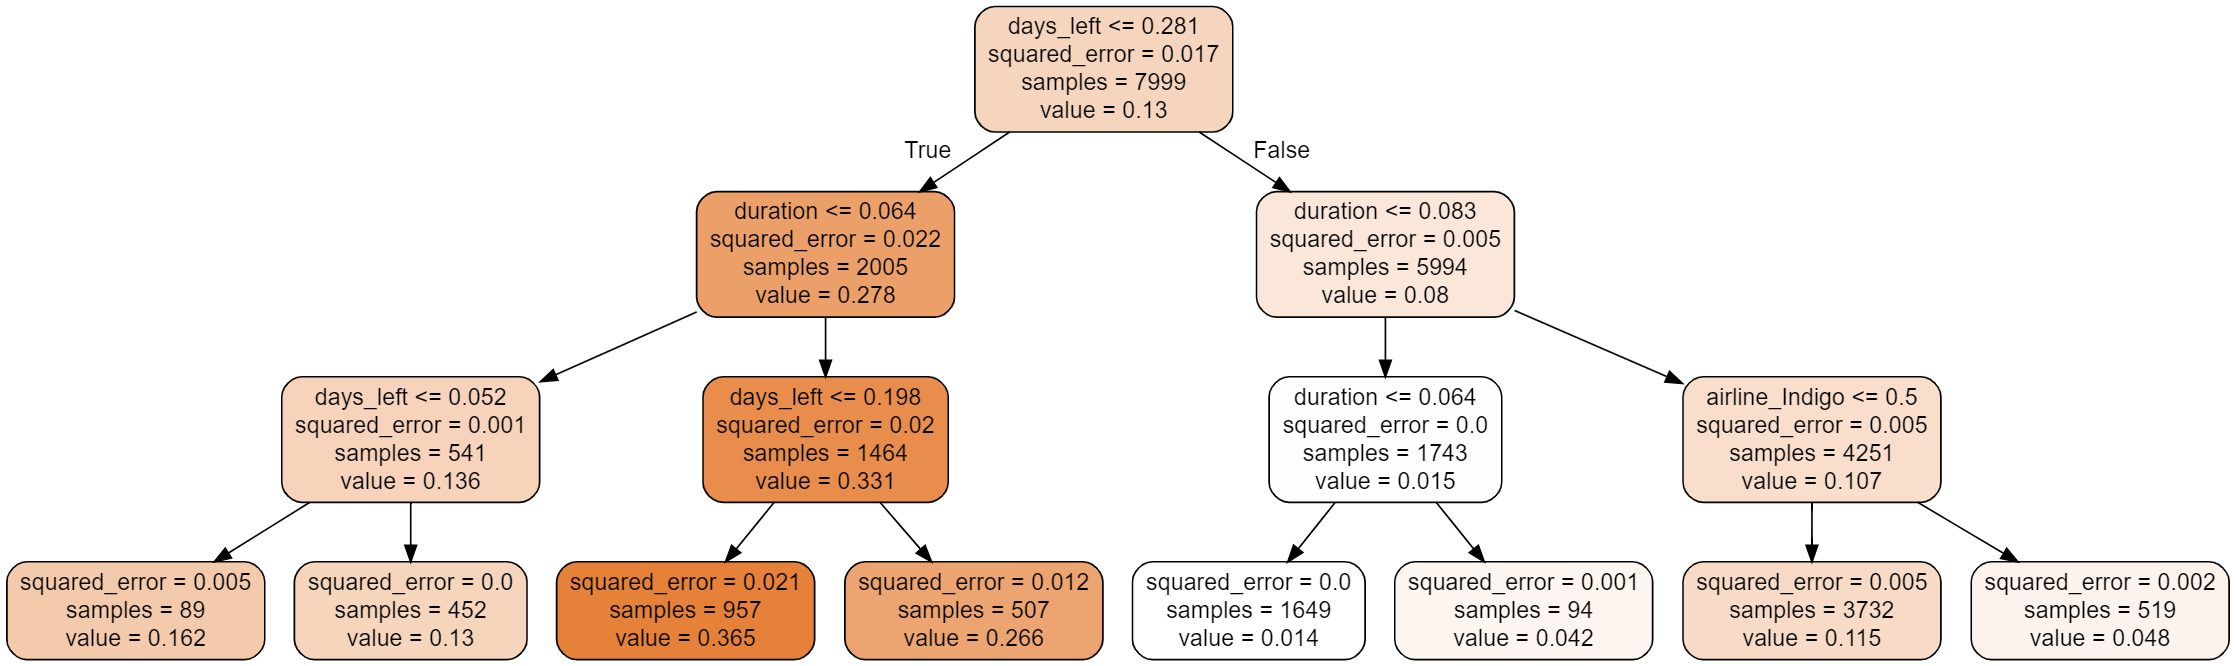 days_left <= 0.281
squared_error = 0.017
samples = 7999
value = 0.13
True
False
duration <= 0.064
squared_error = 0.022
samples = 2005
value = 0.278
duration <= 0.083
squared_error = 0.005
samples = 5994
value = 0.08
days_left <= 0.052
squared_error = 0.001
samples = 541
value = 0.136
days_left <= 0.198
squared_error = 0.02
samples = 1464
value = 0.331
duration <= 0.064
squared_error = 0.0
samples = 1743
value = 0.015
airline_Indigo <= 0.5
squared_error = 0.005
samples = 4251
value = 0.107
squared_error = 0.005
samples = 89
value = 0.162
squared_error = 0.0
samples = 452
value = 0.13
squared_error = 0.021
samples = 957
value = 0.365
squared_error = 0.012
samples = 507
value = 0.266
squared_error = 0.0
samples = 1649
value = 0.014
squared_error = 0.001
samples = 94
value = 0.042
squared_error = 0.005
samples = 3732
value = 0.115
squared_error = 0.002
samples = 519
value = 0.048